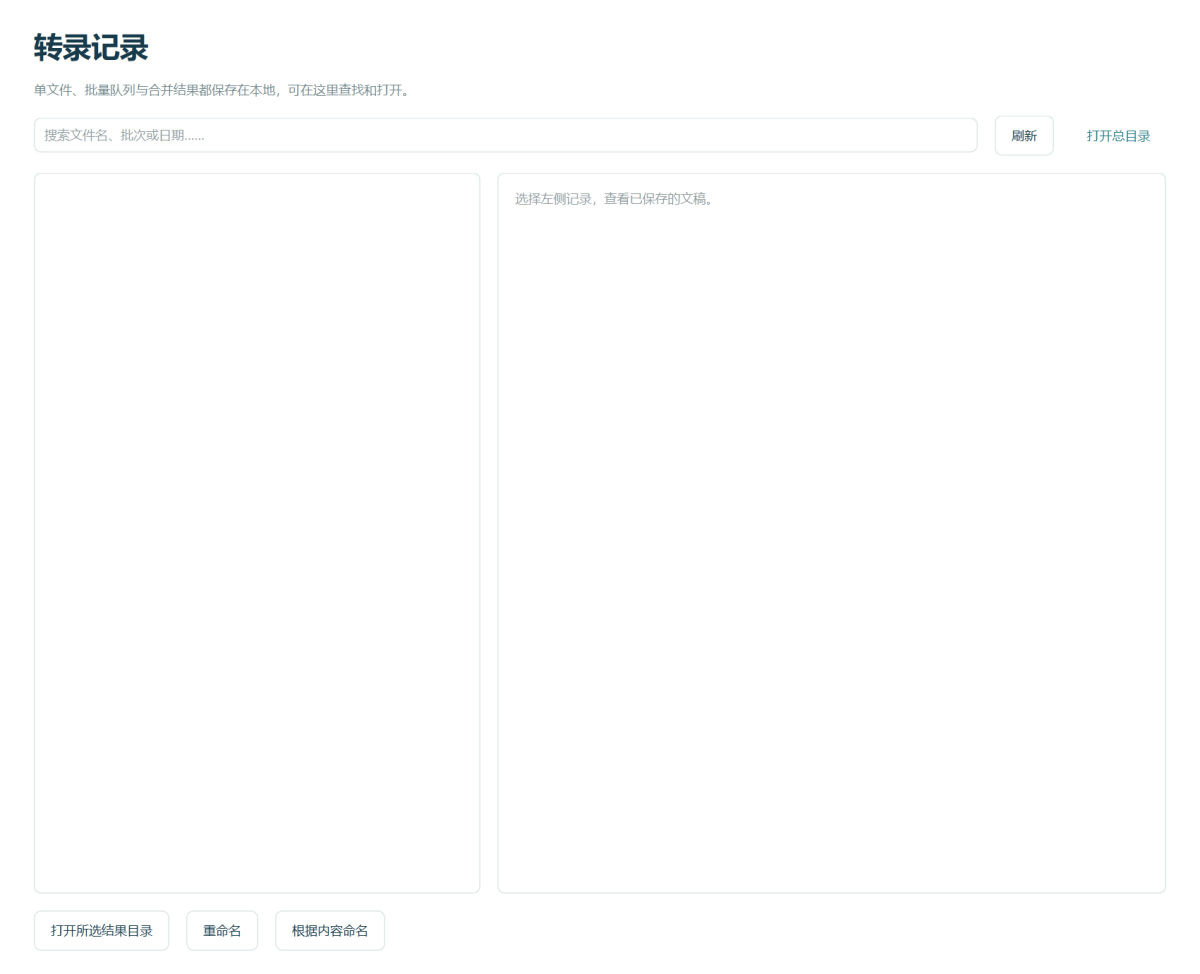 转录记录
单文件、批量队列与合并结果都保存在本地，可在这里查找和打开。
搜索文件名、批次或日期……
刷新
打开总目录
选择左侧记录，查看已保存的文稿。
打开所选结果目录
重命名
根据内容命名